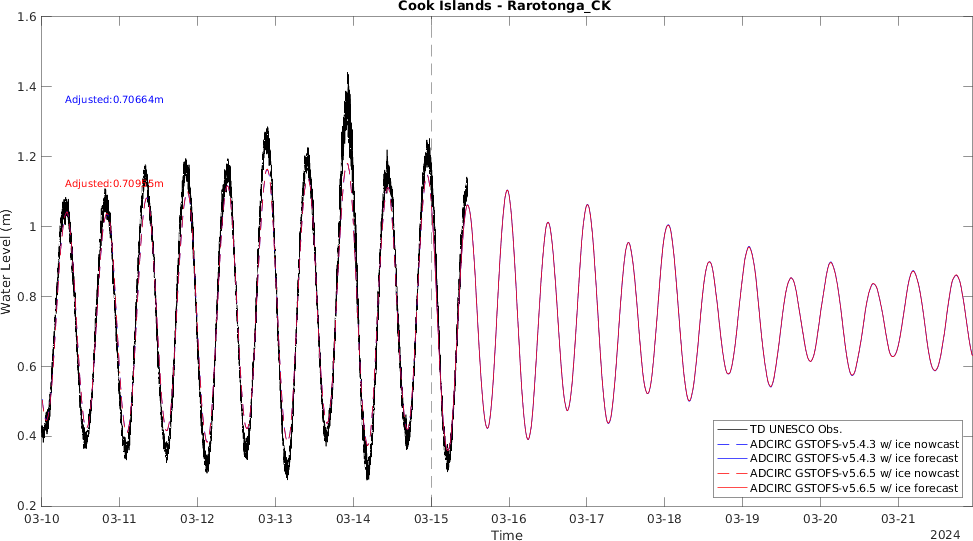 Cook Islands - Rarotonga_CK
1.6
1.4
1.2
1
0.8
0.6
0.4
0.2
Water Level (m)
Adjusted:0.70664m
TD UNESCO Obs.
ADCIRC GSTOFS-v5.4.3 w/ ice nowcast
ADCIRC GSTOFS-v5.4.3 w/ ice forecast
ADCIRC GSTOFS-v5.6.5 w/ ice nowcast
ADCIRC GSTOFS-v5.6.5 w/ ice forecast
03-10 03-11 03-12 03-13 03-14 03-15 03-16 03-17 03-18 03-19 03-20 03-21
Time
2024